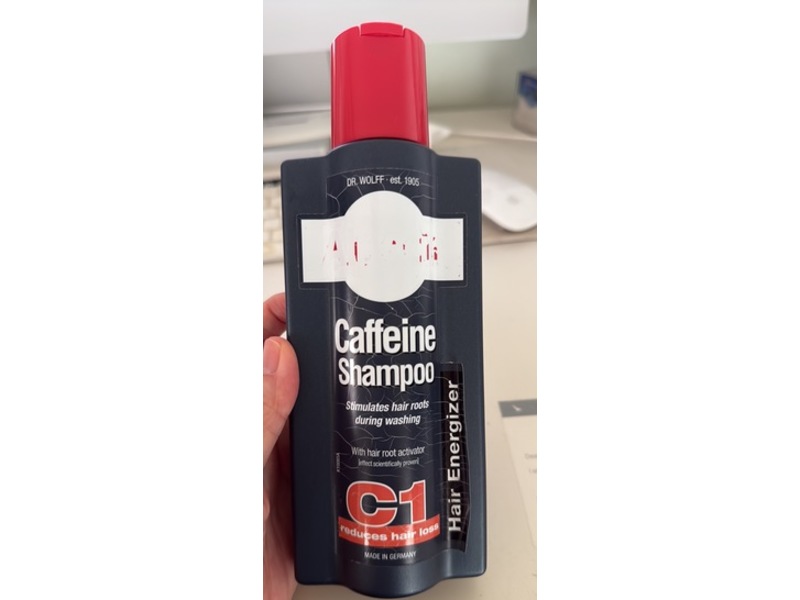 DR. WOLFF · est. 1905
Caffeine
Shampoo
Stimulates hair roots
during washing
With hair root activator
[effect scientifically proven]
C1
reduces hair loss
MADE IN GERMANY
Hair Energizer